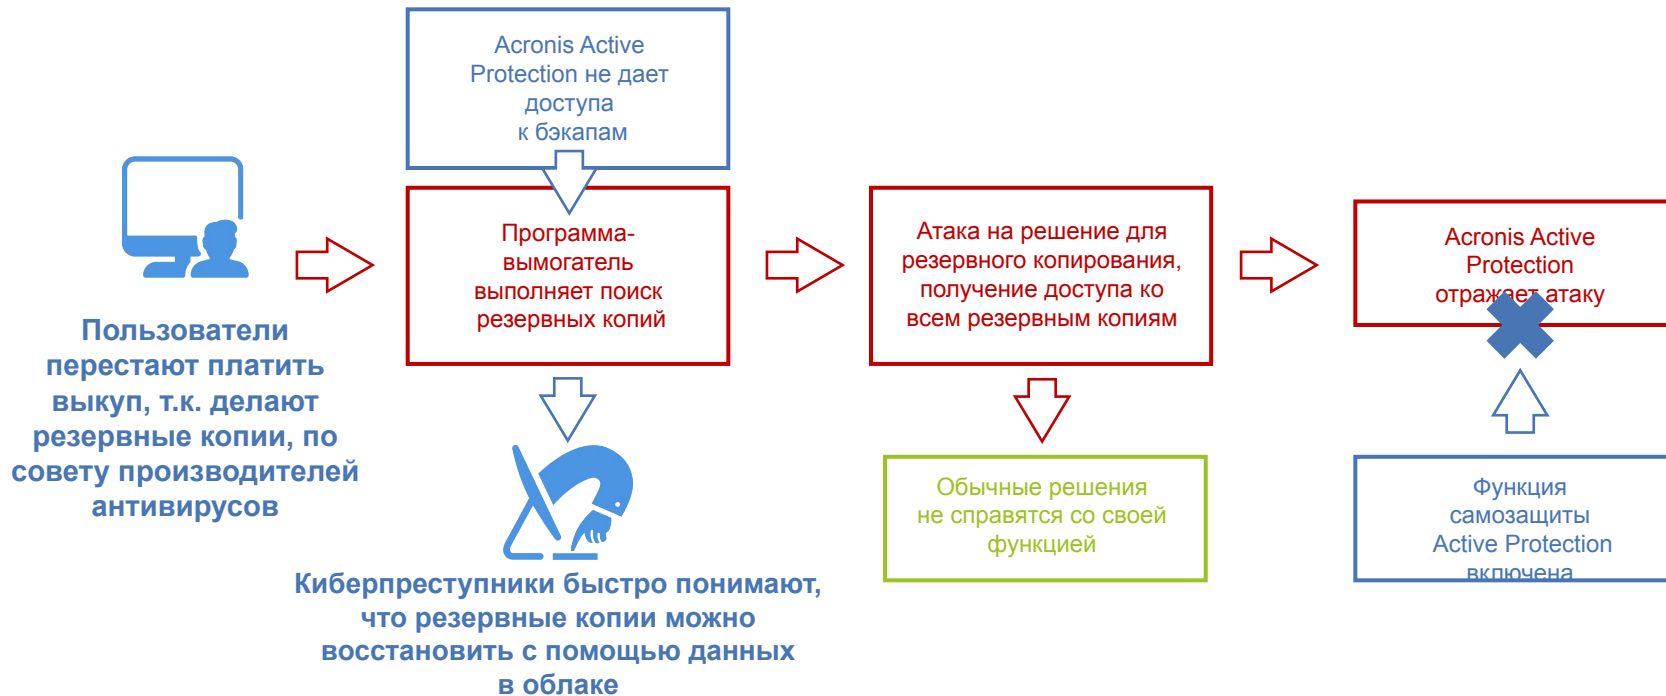 Acronis Active
Protection не дает
доступа
к бэкапам
Пользователи
перестают платить
выкуп, т.к. делают
резервные копии, по
совету производителей
антивирусов
Программа-
вымогатель
выполняет поиск
резервных копий
Атака на решение для
резервного копирования,
получение доступа ко
всем резервным копиям
Acronis Active
Protection
отражает атаку
Киберпреступники быстро понимают,
что резервные копии можно
восстановить с помощью данных
в облаке
Обычные решения
не справятся со своей
функцией
Функция
самозащиты
Active Protection
включена